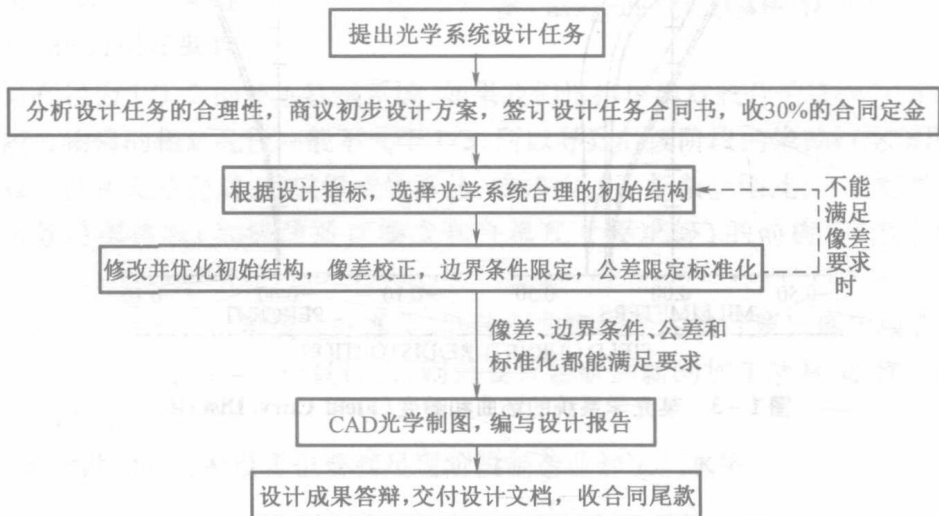 提出光学系统设计任务
分析设计任务的合理性，商议初步设计方案，签订设计任务合同书，收30%的合同定金
根据设计指标，选择光学系统合理的初始结构
不能
满足
像差
要求
时
修改并优化初始结构，像差校正，边界条件限定，公差限定标准化
像差、边界条件、公差和
标准化都能满足要求
CAD光学制图，编写设计报告
设计成果答辩，交付设计文档，收合同尾款